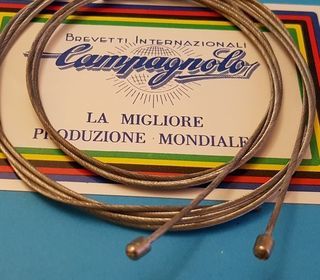 BREVETTI INTERNAZIONALI
Campagnolo
LA MIGLIORE
PRODUZIONE MONDIALE